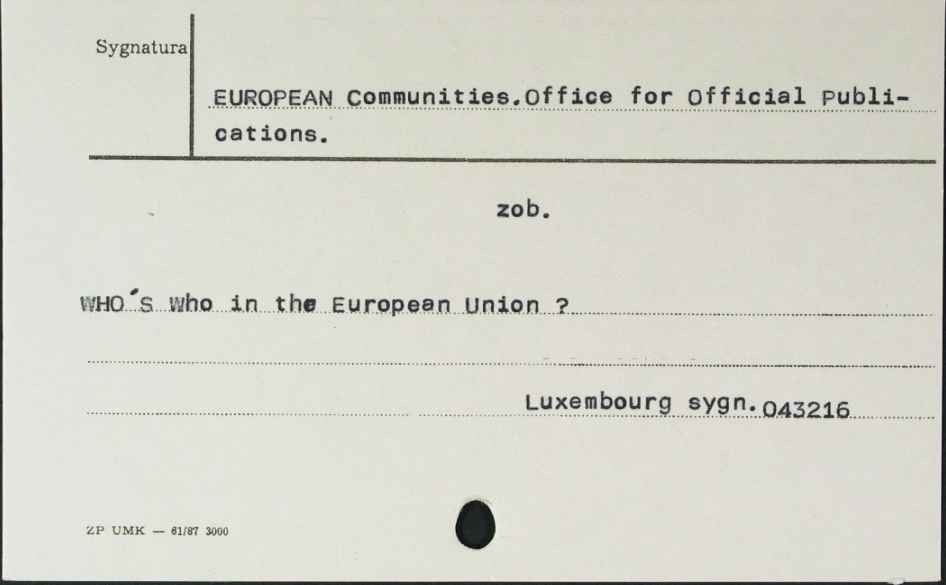 Sygnatura
EUROPEAN Communities.Office for Official Publi-
cations.
zob.
WHO´S Who in the European Union ?
Luxembourg sygn.043216
ZP UMK — 61/87 3000